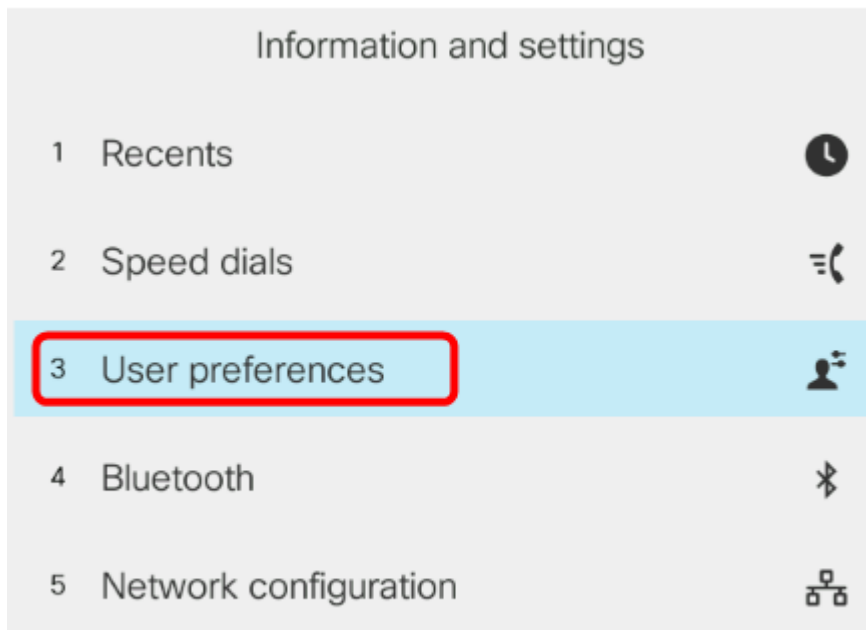 Information and settings
1 Recents
2 Speed dials
3 User preferences
4 Bluetooth
5 Network configuration